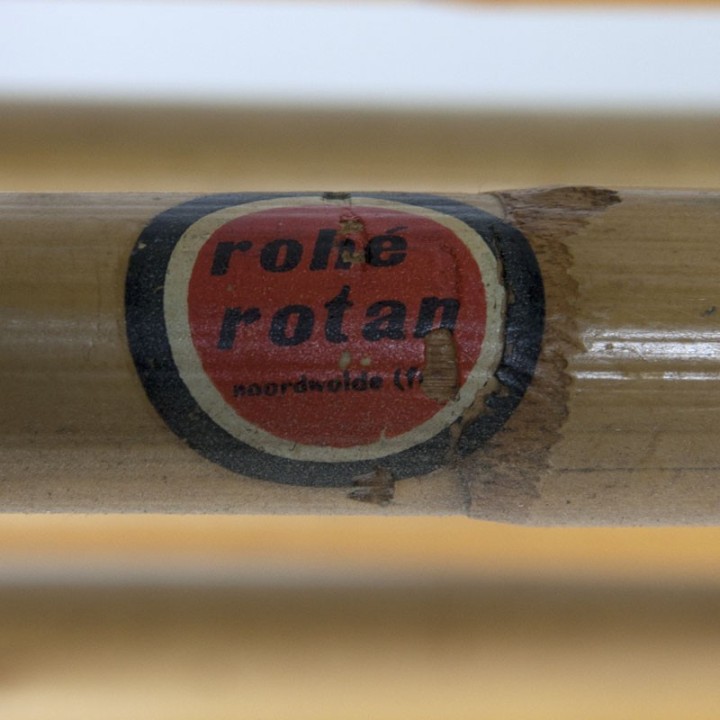 rohé
rotan
noordwolde (f